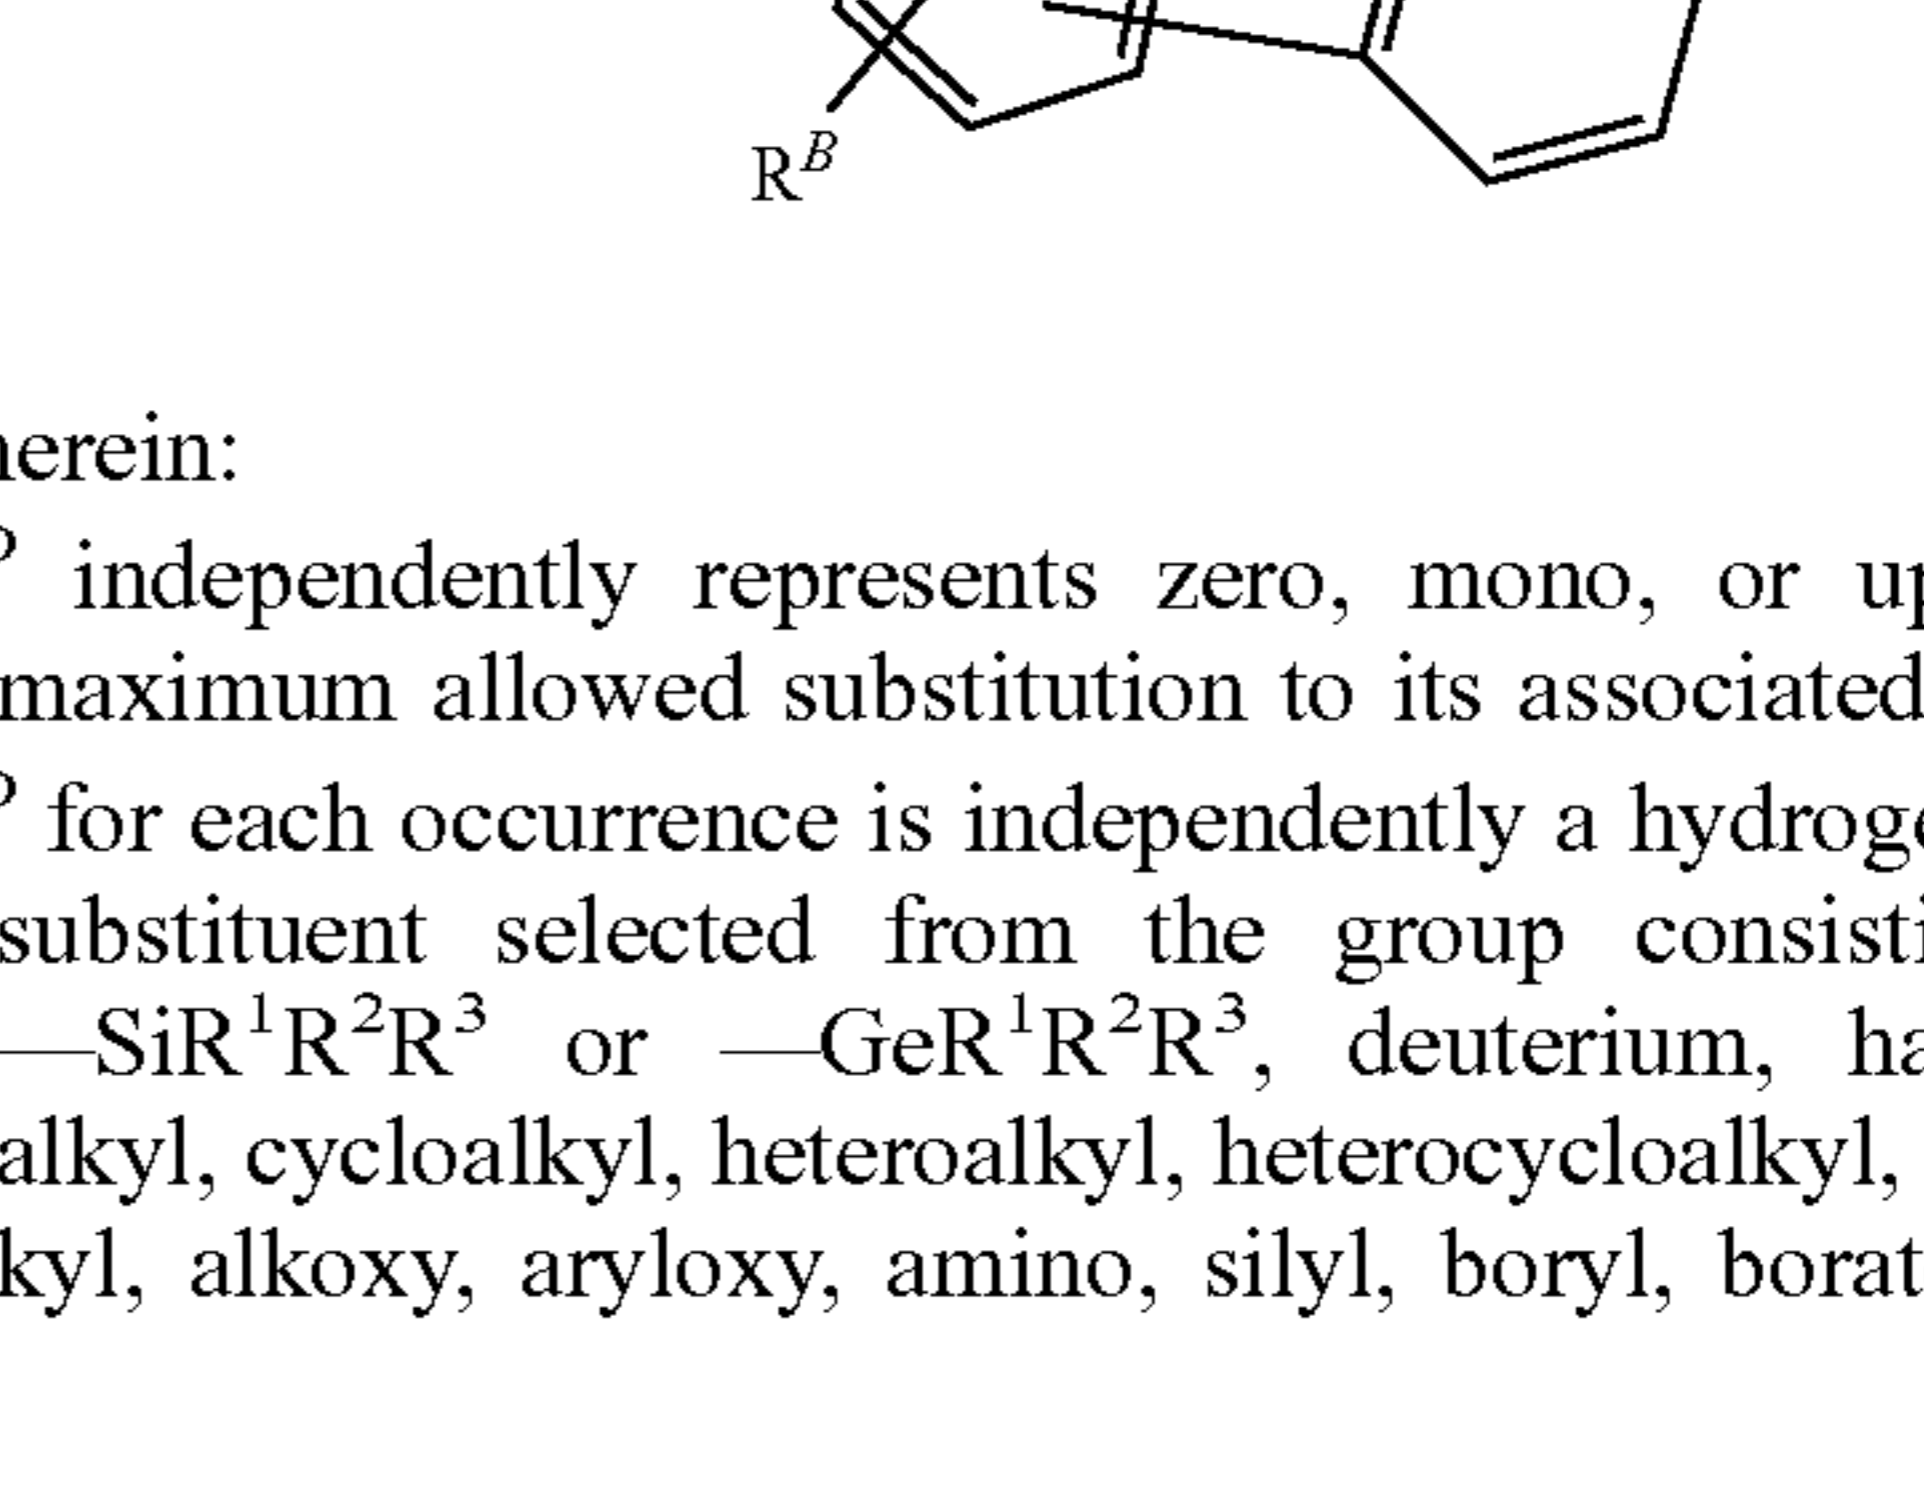 R^B
herein:
independently represents zero, mono, or up
maximum allowed substitution to its associated
for each occurrence is independently a hydroge
substituent selected from the group consisti
—SiR¹R²R³ or —GeR¹R²R³, deuterium, ha
alkyl, cycloalkyl, heteroalkyl, heterocycloalkyl,
kyl, alkoxy, aryloxy, amino, silyl, boryl, borat